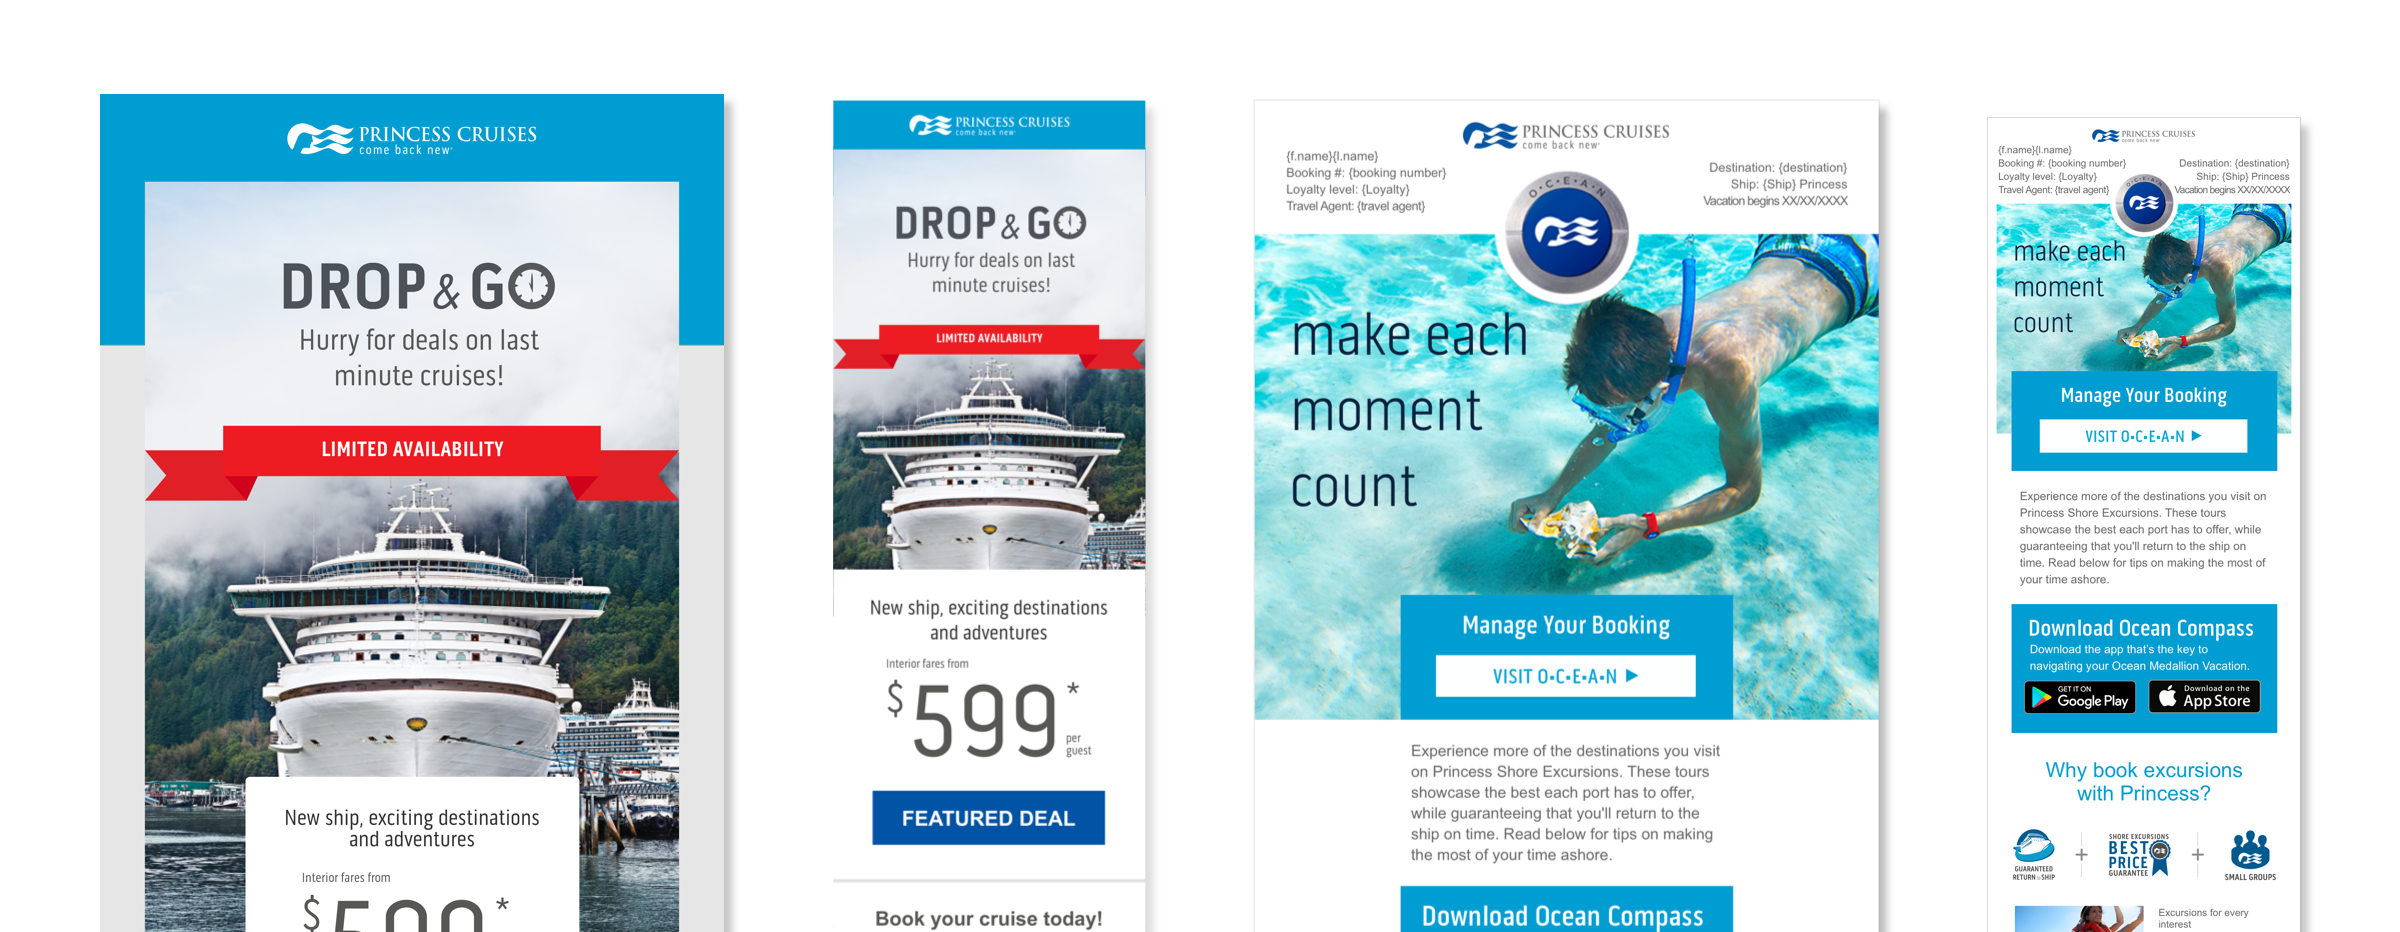 PRINCESS CRUISES
come back new
DROP & GO
Hurry for deals on last
minute cruises!
LIMITED AVAILABILITY
New ship, exciting destinations
and adventures
Interior fares from
$599*
PRINCESS CRUISES
come back new
DROP & GO
Hurry for deals on last
minute cruises!
LIMITED AVAILABILITY
New ship, exciting destinations
and adventures
Interior fares from
$599*
per
guest
FEATURED DEAL
Book your cruise today!
PRINCESS CRUISES
come back new
{f.name}{l.name}
Booking #: {booking number}
Loyalty level: {Loyalty}
Travel Agent: {travel agent}
Destination: {destination}
Ship: {Ship} Princess
Vacation begins XX/XX/XXXX
O•C•E•A•N
make each
moment
count
Manage Your Booking
VISIT O•C•E•A•N
Experience more of the destinations you visit
on Princess Shore Excursions. These tours
showcase the best each port has to offer,
while guaranteeing that you'll return to the
ship on time. Read below for tips on making
the most of your time ashore.
Download Ocean Compass
PRINCESS CRUISES
come back new
{f.name}{l.name}
Booking #: {booking number}
Loyalty level: {Loyalty}
Travel Agent: {travel agent}
Destination: {destination}
Ship: {Ship} Princess
Vacation begins XX/XX/XXXX
O•C•E•A•N
make each
moment
count
Manage Your Booking
VISIT O•C•E•A•N
Experience more of the destinations you visit on
Princess Shore Excursions. These tours
showcase the best each port has to offer, while
guaranteeing that you'll return to the ship on
time. Read below for tips on making the most of
your time ashore.
Download Ocean Compass
Download the app that's the key to
navigating your Ocean Medallion Vacation.
GET IT ON
Google Play
Download on the
App Store
Why book excursions
with Princess?
GUARANTEED
RETURN to SHIP
+
SHORE EXCURSIONS
BEST
PRICE
GUARANTEE
+
SMALL GROUPS
Excursions for every
interest